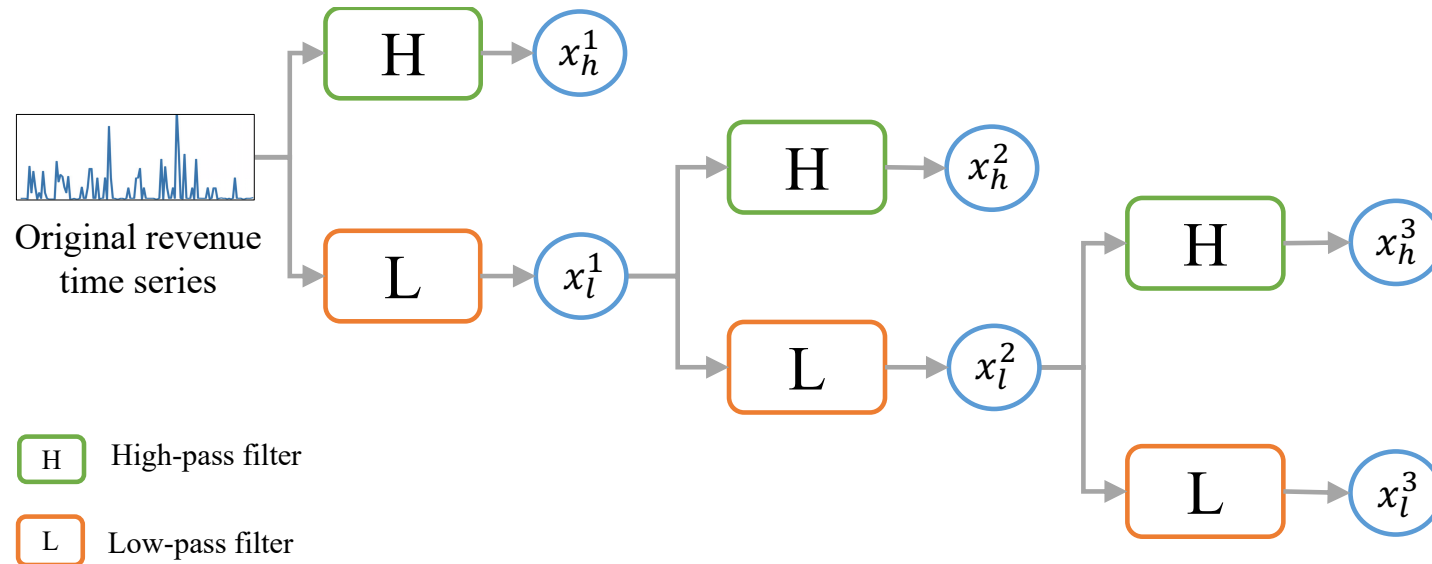 H
x_h^1
Original revenue
time series
L
x_l^1
H
x_h^2
L
x_l^2
H
x_h^3
L
x_l^3
H High-pass filter
L Low-pass filter